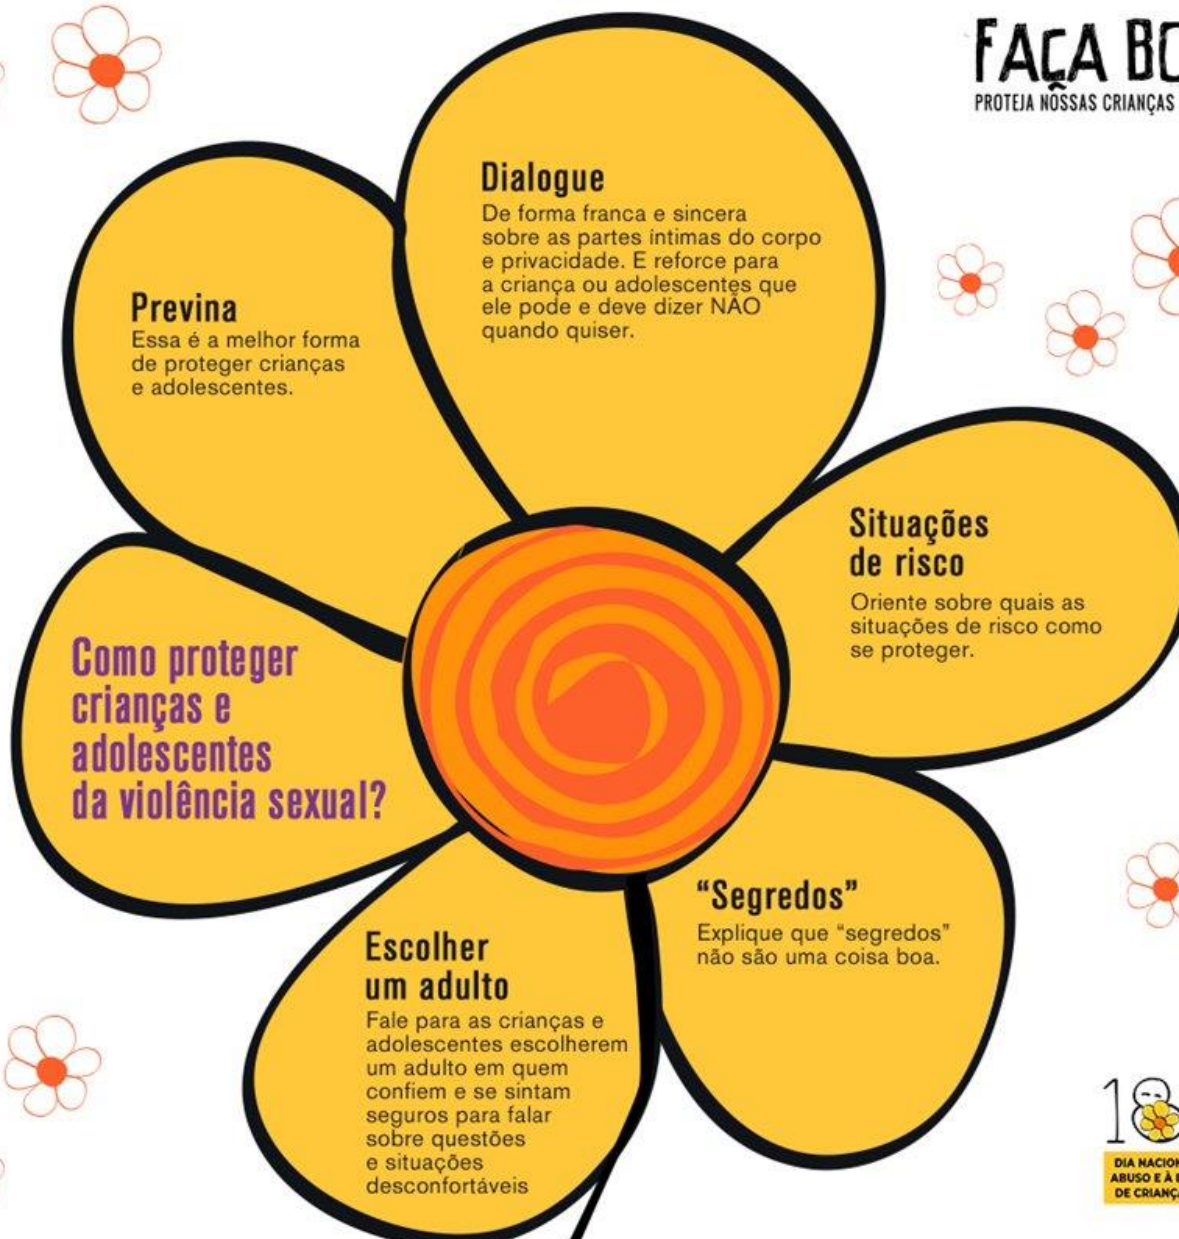 FAÇA BO
PROTEJA NOSSAS CRIANÇAS
Dialogue
De forma franca e sincera
sobre as partes íntimas do corpo
e privacidade. E reforce para
a criança ou adolescentes que
ele pode e deve dizer NÃO
quando quiser.
Previna
Essa é a melhor forma
de proteger crianças
e adolescentes.
Situações
de risco
Oriente sobre quais as
situações de risco como
se proteger.
Como proteger
crianças e
adolescentes
da violência sexual?
“Segredos”
Explique que “segredos”
não são uma coisa boa.
Escolher
um adulto
Fale para as crianças e
adolescentes escolherem
um adulto em quem
confiem e se sintam
seguros para falar
sobre questões
e situações
desconfortáveis
18
DIA NACION
ABUSO E À
DE CRIANÇ